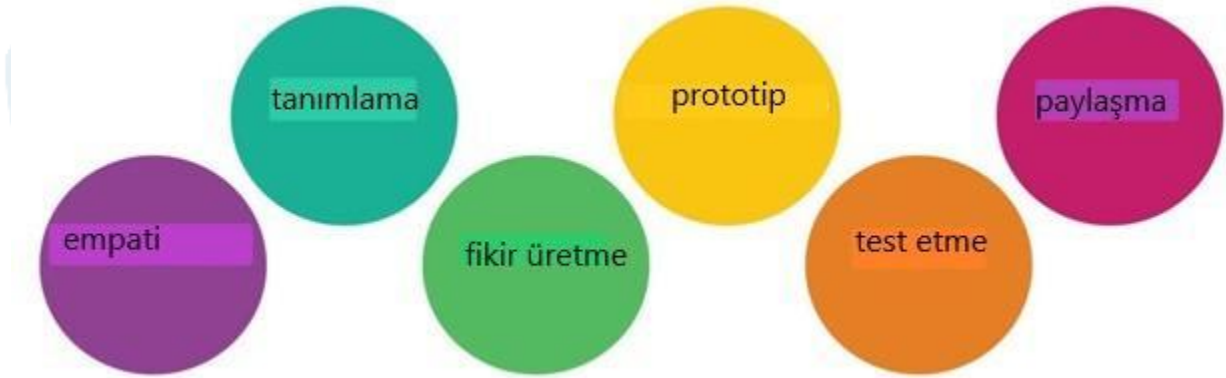 empati
tanımlama
fikir üretme
prototip
test etme
paylaşma